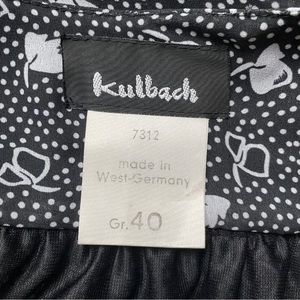 Kulbach
7312
made in
West-Germany
Gr. 40